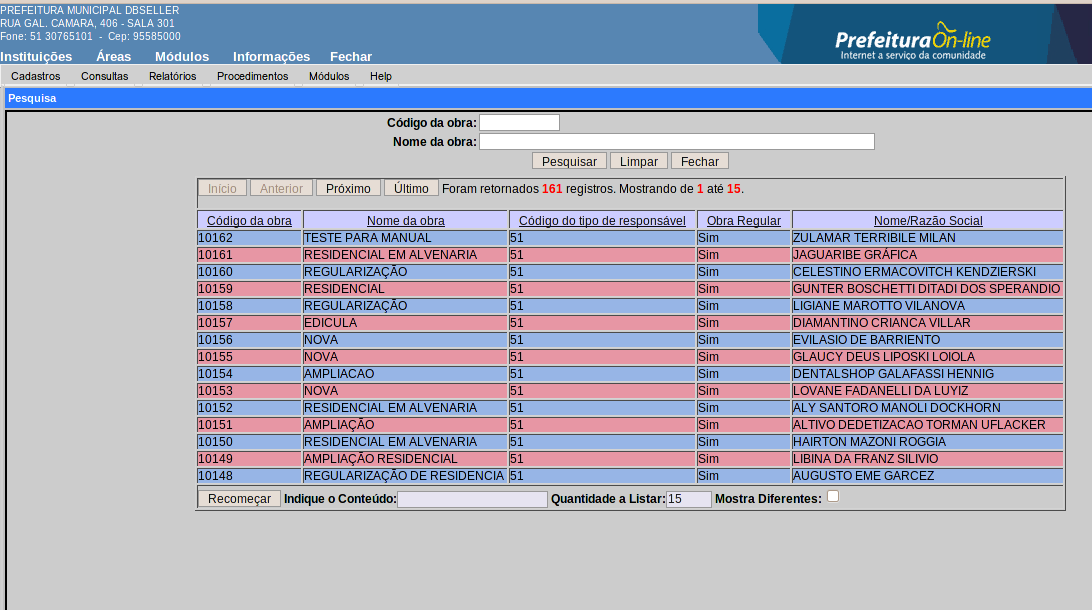 PREFEITURA MUNICIPAL DBSELLER
RUA GAL. CAMARA, 406 - SALA 301
Fone: 51 30765101 - Cep: 95585000
PrefeituraOn-line
Internet a serviço da comunidade
Instituições Áreas Módulos Informações Fechar
Cadastros Consultas Relatórios Procedimentos Módulos Help
Pesquisa
Código da obra:
Nome da obra:
Pesquisar Limpar Fechar
Início Anterior Próximo Último Foram retornados 161 registros. Mostrando de 1 até 15.
Código da obra Nome da obra Código do tipo de responsável Obra Regular Nome/Razão Social
10162 TESTE PARA MANUAL 51 Sim ZULAMAR TERRIBILE MILAN
10161 RESIDENCIAL EM ALVENARIA 51 Sim JAGUARIBE GRÁFICA
10160 REGULARIZAÇÃO 51 Sim CELESTINO ERMACOVITCH KENDZIERSKI
10159 RESIDENCIAL 51 Sim GUNTER BOSCHETTI DITADI DOS SPERANDIO
10158 REGULARIZAÇÃO 51 Sim LIGIANE MAROTTO VILANOVA
10157 EDICULA 51 Sim DIAMANTINO CRIANCA VILLAR
10156 NOVA 51 Sim EVILASIO DE BARRIENTO
10155 NOVA 51 Sim GLAUCY DEUS LIPOSKI LOIOLA
10154 AMPLIACAO 51 Sim DENTALSHOP GALAFASSI HENNIG
10153 NOVA 51 Sim LOVANE FADANELLI DA LUYIZ
10152 RESIDENCIAL EM ALVENARIA 51 Sim ALY SANTORO MANOLI DOCKHORN
10151 AMPLIAÇÃO 51 Sim ALTIVO DEDETIZACAO TORMAN UFLACKER
10150 RESIDENCIAL EM ALVENARIA 51 Sim HAIRTON MAZONI ROGGIA
10149 AMPLIAÇÃO RESIDENCIAL 51 Sim LIBINA DA FRANZ SILIVIO
10148 REGULARIZAÇÃO DE RESIDENCIA 51 Sim AUGUSTO EME GARCEZ
Recomeçar Indique o Conteúdo: Quantidade a Listar: 15 Mostra Diferentes: